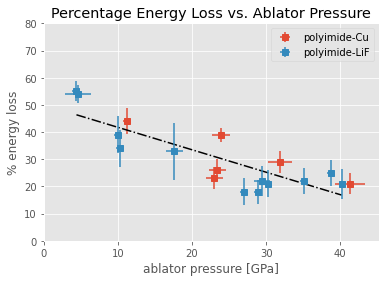 Percentage Energy Loss vs. Ablator Pressure
polyimide-Cu
polyimide-LiF
% energy loss
80
70
60
50
40
30
20
10
0
0 10 20 30 40
ablator pressure [GPa]